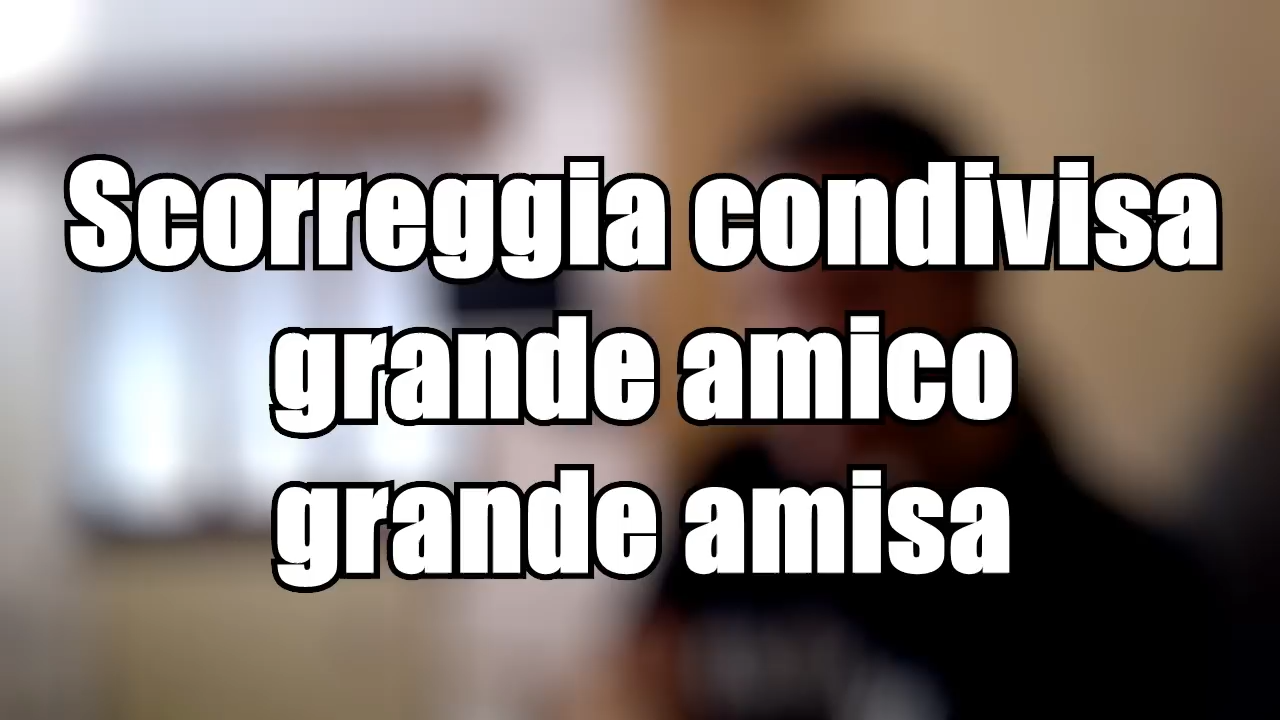 Scorreggia condivisa
grande amico
grande amisa